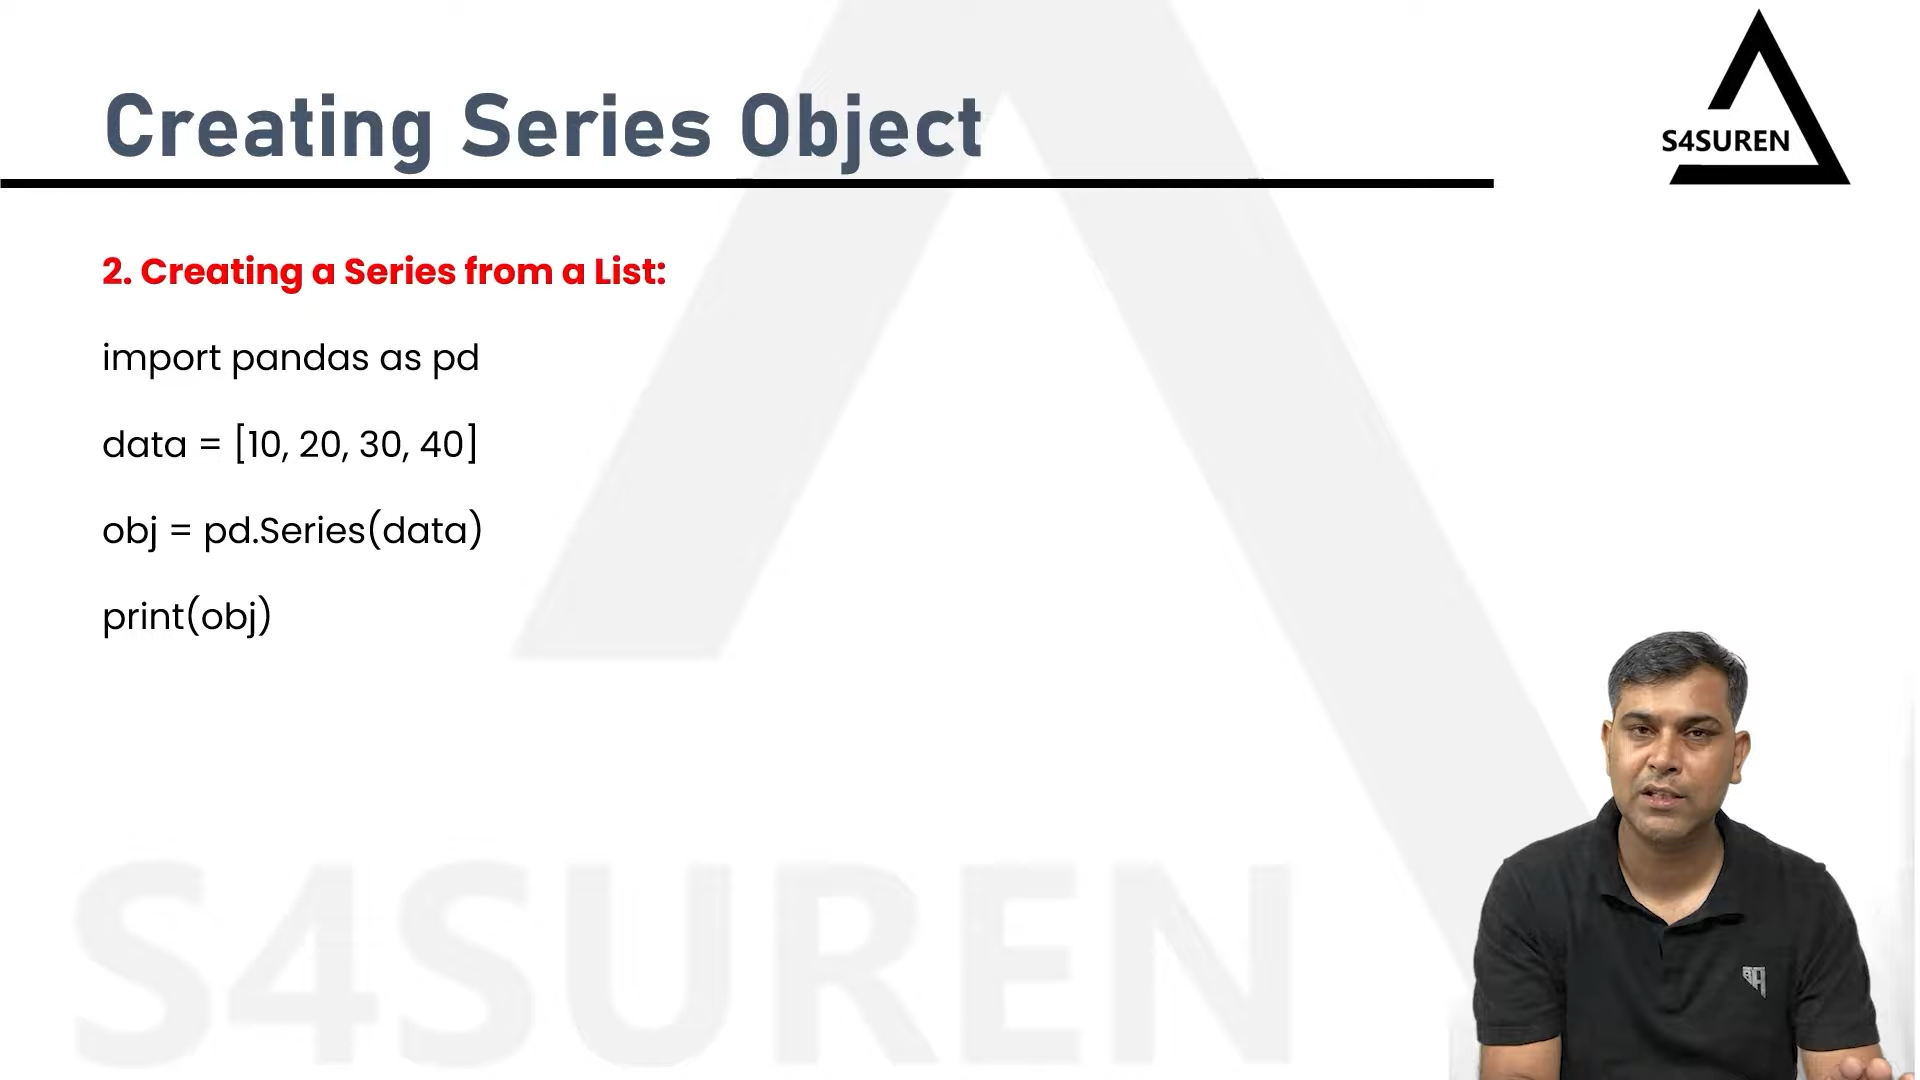 Creating Series Object
S4SUREN
2. Creating a Series from a List:
import pandas as pd
data = [10, 20, 30, 40]
obj = pd.Series(data)
print(obj)
S4SUREN